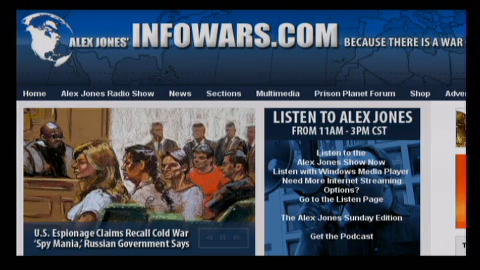 ALEX JONES' INFOWARS.COM BECAUSE THERE IS A WAR
Home Alex Jones Radio Show News Sections Multimedia Prison Planet Forum Shop Adver
LISTEN TO ALEX JONES
FROM 11AM - 3PM CST
Listen to the
Alex Jones Show Now
Listen with Windows Media Player
Need More Internet Streaming
Options?
Go to the Listen Page
The Alex Jones Sunday Edition
Get the Podcast
U.S. Espionage Claims Recall Cold War
'Spy Mania,' Russian Government Says